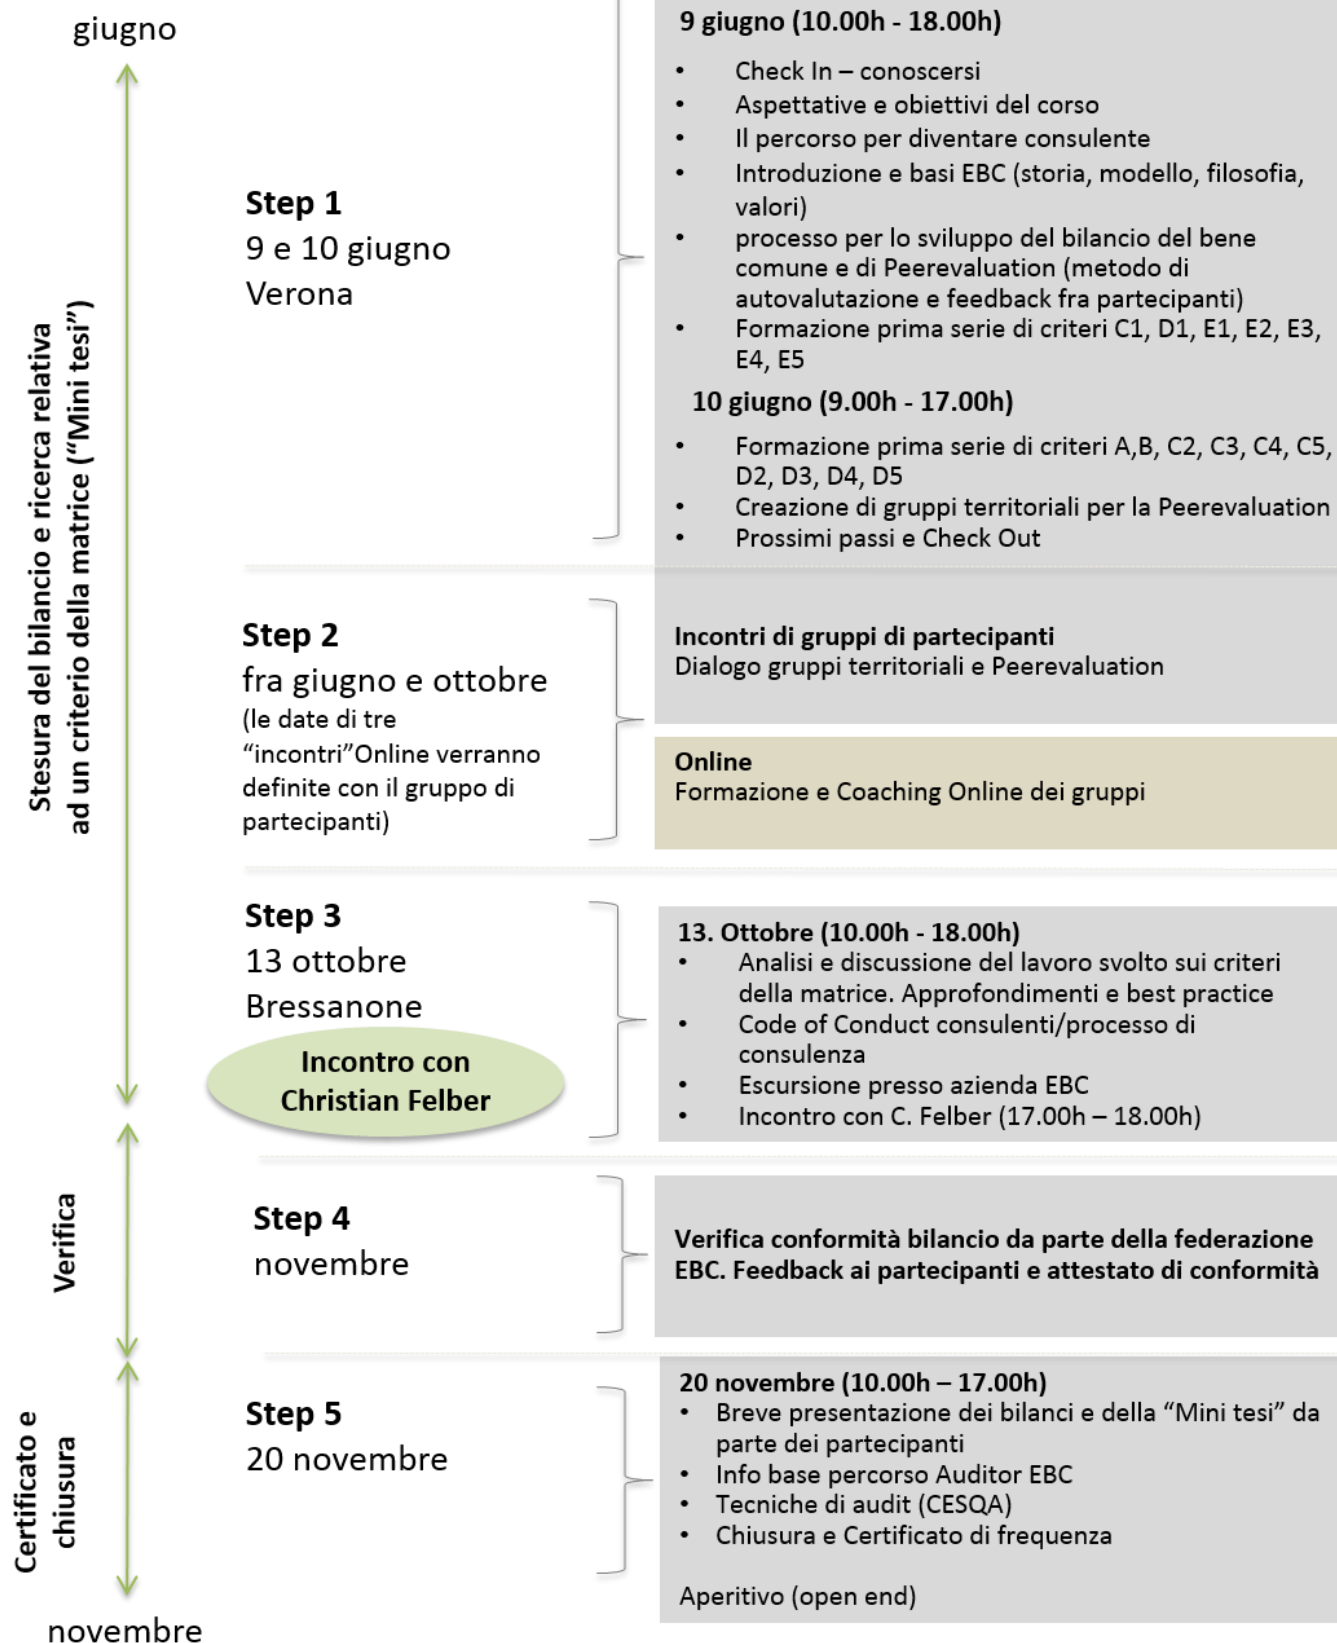 giugno
Stesura del bilancio e ricerca relativa
ad un criterio della matrice (“Mini tesi”)
Step 1
9 e 10 giugno
Verona
9 giugno (10.00h - 18.00h)
• Check In – conoscersi
• Aspettative e obiettivi del corso
• Il percorso per diventare consulente
• Introduzione e basi EBC (storia, modello, filosofia,
valori)
• processo per lo sviluppo del bilancio del bene
comune e di Peerevaluation (metodo di
autovalutazione e feedback fra partecipanti)
• Formazione prima serie di criteri C1, D1, E1, E2, E3,
E4, E5
10 giugno (9.00h - 17.00h)
• Formazione prima serie di criteri A,B, C2, C3, C4, C5,
D2, D3, D4, D5
• Creazione di gruppi territoriali per la Peerevaluation
• Prossimi passi e Check Out
Step 2
fra giugno e ottobre
(le date di tre
“incontri”Online verranno
definite con il gruppo di
partecipanti)
Incontri di gruppi di partecipanti
Dialogo gruppi territoriali e Peerevaluation
Online
Formazione e Coaching Online dei gruppi
Step 3
13 ottobre
Bressanone
Incontro con
Christian Felber
13. Ottobre (10.00h - 18.00h)
• Analisi e discussione del lavoro svolto sui criteri
della matrice. Approfondimenti e best practice
• Code of Conduct consulenti/processo di
consulenza
• Escursione presso azienda EBC
• Incontro con C. Felber (17.00h – 18.00h)
Verifica
Step 4
novembre
Verifica conformità bilancio da parte della federazione
EBC. Feedback ai partecipanti e attestato di conformità
Certificato e
chiusura
Step 5
20 novembre
20 novembre (10.00h – 17.00h)
• Breve presentazione dei bilanci e della “Mini tesi” da
parte dei partecipanti
• Info base percorso Auditor EBC
• Tecniche di audit (CESQA)
• Chiusura e Certificato di frequenza
Aperitivo (open end)
novembre